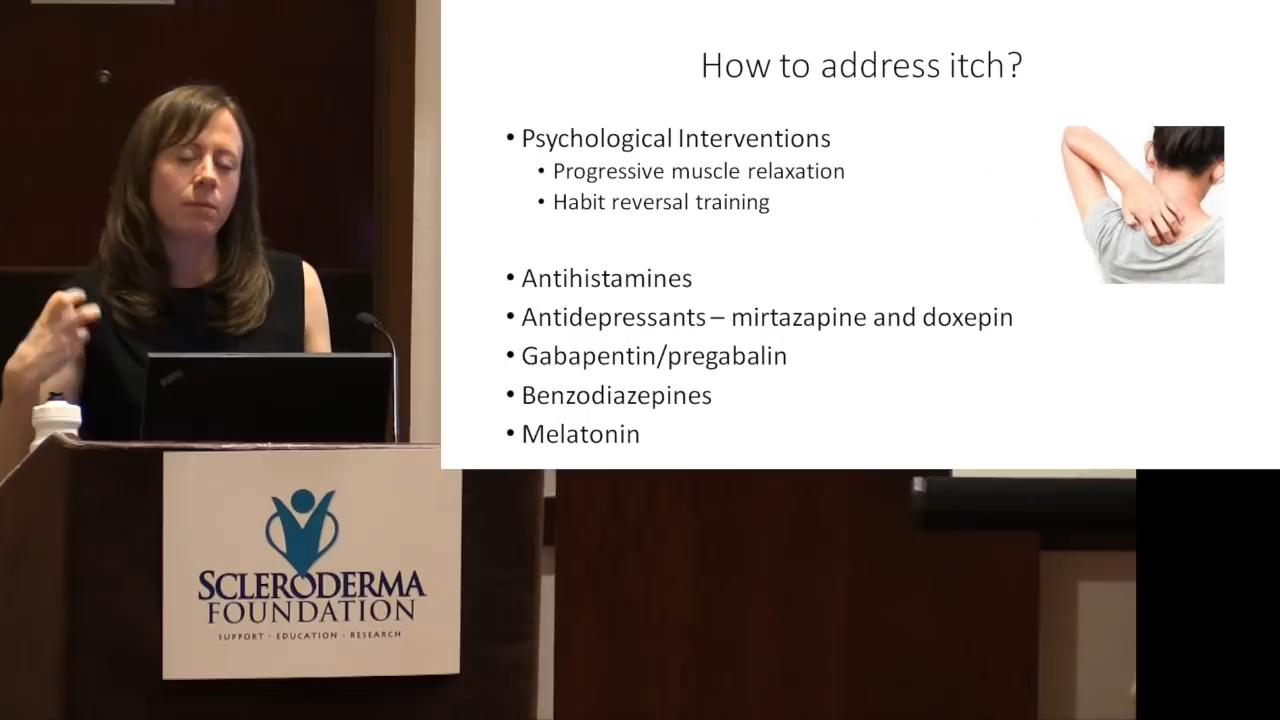 How to address itch?
• Psychological Interventions
• Progressive muscle relaxation
• Habit reversal training
• Antihistamines
• Antidepressants – mirtazapine and doxepin
• Gabapentin/pregabalin
• Benzodiazepines
• Melatonin
SCLERODERMA
FOUNDATION
SUPPORT · EDUCATION · RESEARCH